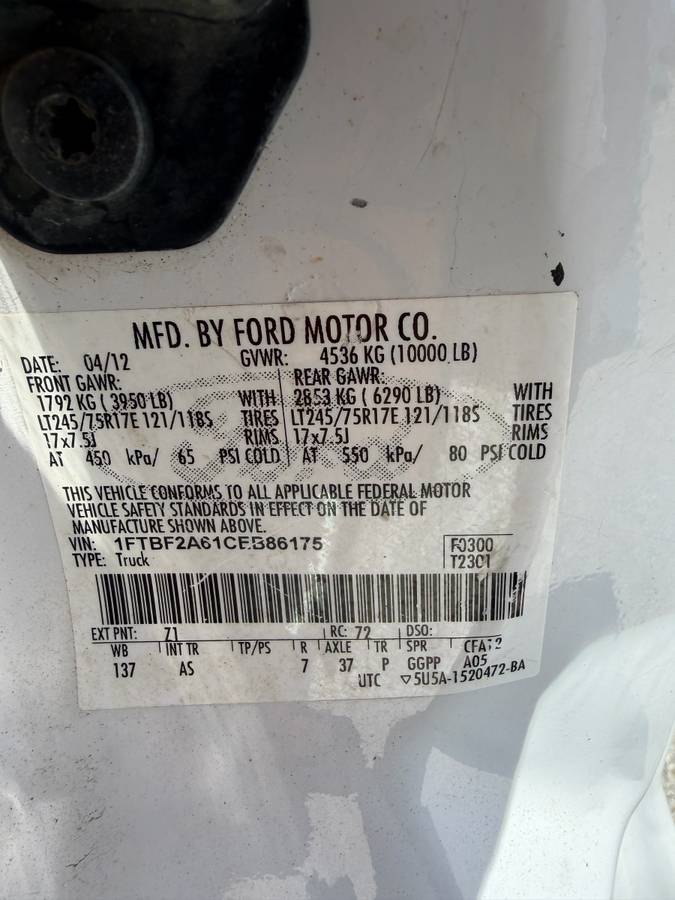 MFD. BY FORD MOTOR CO.
DATE: 04/12 GVWR: 4536 KG (10000 LB)
FRONT GAWR: REAR GAWR:
1792 KG ( 3950 LB) WITH 2853 KG ( 6290 LB) WITH
LT245/75R17E 121/118S TIRES LT245/75R17E 121/118S TIRES
17x7.5J RIMS 17x7.5J RIMS
AT 450 kPa/ 65 PSI COLD AT 550 kPa/ 80 PSI COLD
THIS VEHICLE CONFORMS TO ALL APPLICABLE FEDERAL MOTOR
VEHICLE SAFETY STANDARDS IN EFFECT ON THE DATE OF
MANUFACTURE SHOWN ABOVE.
VIN: 1FTBF2A61CEB86175 F0300
TYPE: Truck T2301
EXT PNT: Z1 RC: 72 DSO:
WB INT TR TP/PS R AXLE TR SPR
137 AS 7 37 P GGPP A05
UTC ▽5U5A-1520472-BA